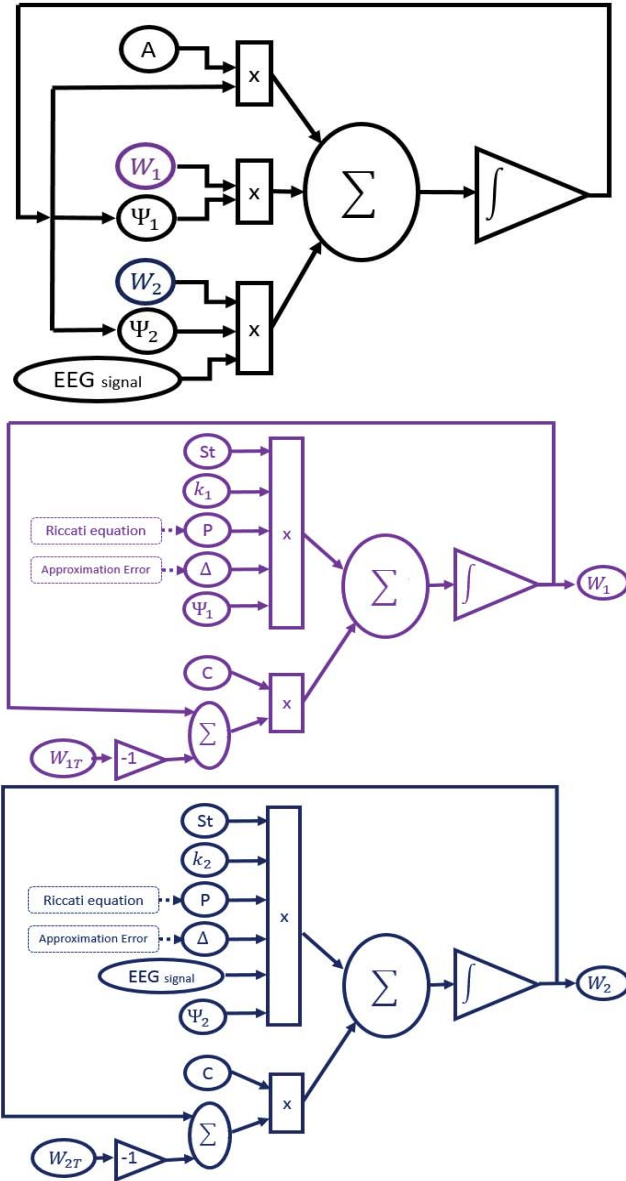 A
x
W₁
x
Ψ₁
∑
∫
W₂
x
Ψ₂
EEG signal
St
k₁
Riccati equation
P
x
Approximation Error
Δ
∑
∫
W₁
Ψ₁
C
x
∑
W₁T
-1
St
k₂
Riccati equation
P
x
Approximation Error
Δ
EEG signal
∑
∫
W₂
Ψ₂
C
x
∑
W₂T
-1